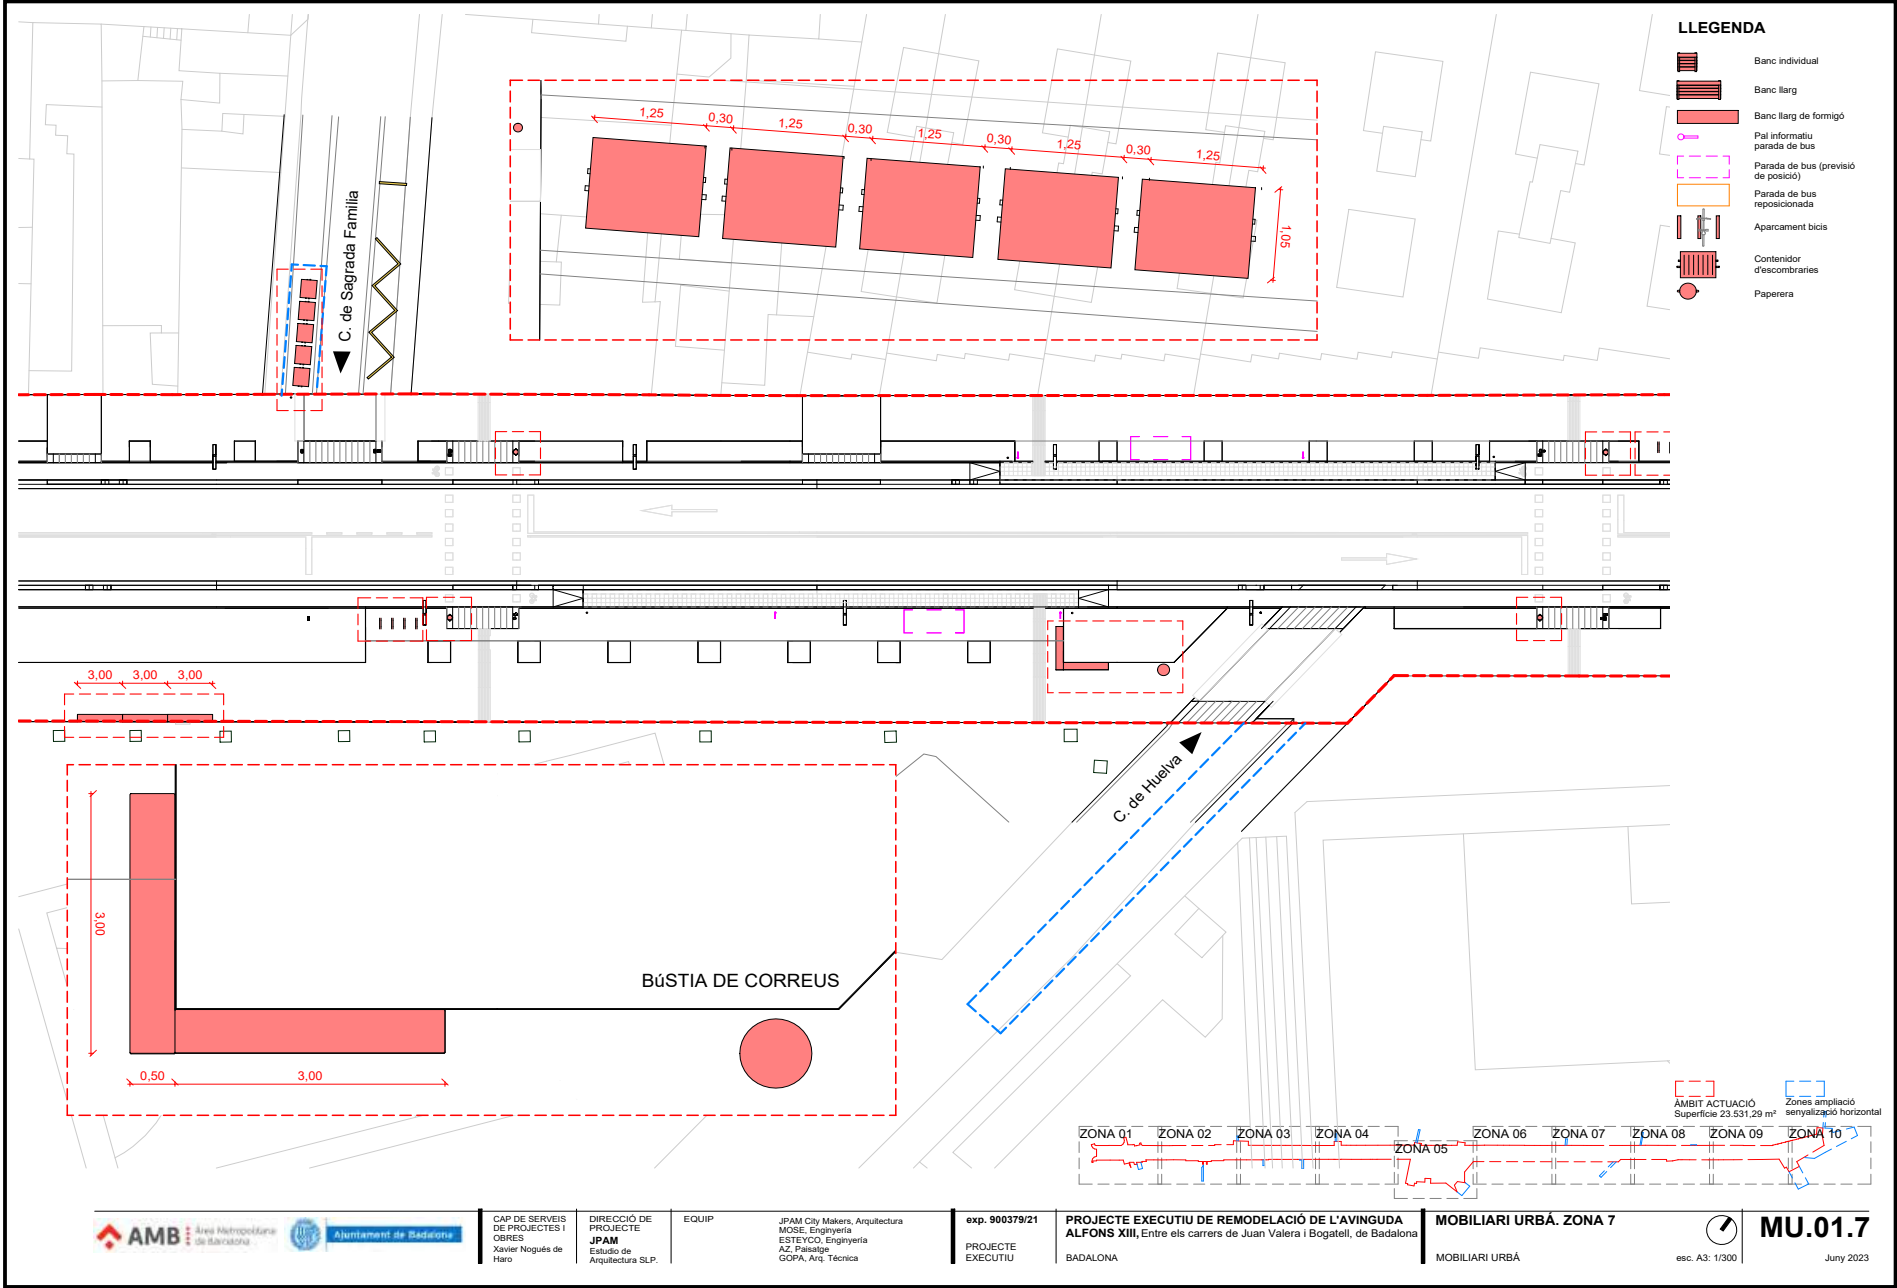 LLEGENDA
Banc individual
Banc llarg
Banc llarg de formigó
Pal informatiu
parada de bus
Parada de bus (previsió
de posició)
Parada de bus
reposicionada
Aparcament bicis
Contenidor
d'escombraries
Paperera
1,25
0,30
1,25
0,30
1,25
0,30
1,25
0,30
1,25
1,05
C. de Sagrada Familia
3,00
3,00
3,00
C. de Huelva
3,00
BúSTIA DE CORREUS
0,50
3,00
ÀMBIT ACTUACIÓ
Superfície 23.531,29 m²
Zones ampliació
senyalizació horizontal
ZONA 01
ZONA 02
ZONA 03
ZONA 04
ZONA 05
ZONA 06
ZONA 07
ZONA 08
ZONA 09
ZONA 10
AMB
Àrea Metropolitana
de Barcelona
Ajuntament de Badalona
CAP DE SERVEIS
DE PROJECTES I
OBRES
Xavier Nogués de
Haro
DIRECCIÓ DE
PROJECTE
JPAM
Estudio de
Arquitectura SLP.
EQUIP
JPAM City Makers, Arquitectura
MOSE, Enginyería
ESTEYCO, Enginyería
AZ, Paisatge
GOPA, Arq. Técnica
exp. 900379/21
PROJECTE
EXECUTIU
PROJECTE EXECUTIU DE REMODELACIÓ DE L'AVINGUDA
ALFONS XIII, Entre els carrers de Juan Valera i Bogatell, de Badalona
BADALONA
MOBILIARI URBÁ. ZONA 7
MOBILIARI URBÀ
esc. A3: 1/300
MU.01.7
Juny 2023